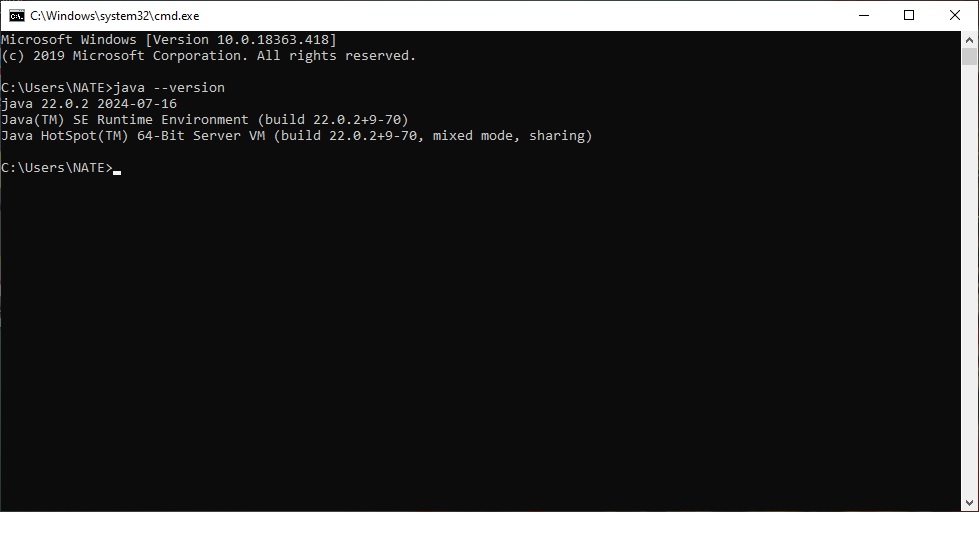 C:\Windows\system32\cmd.exe
Microsoft Windows [Version 10.0.18363.418]
(c) 2019 Microsoft Corporation. All rights reserved.
C:\Users\NATE>java --version
java 22.0.2 2024-07-16
Java(TM) SE Runtime Environment (build 22.0.2+9-70)
Java HotSpot(TM) 64-Bit Server VM (build 22.0.2+9-70, mixed mode, sharing)
C:\Users\NATE>